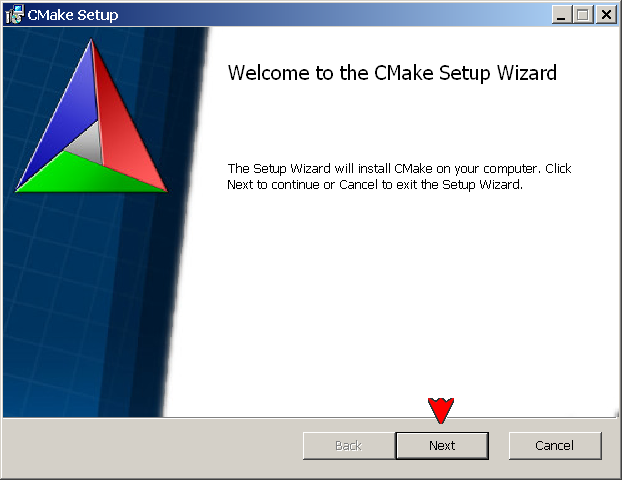 CMake Setup
Welcome to the CMake Setup Wizard
The Setup Wizard will install CMake on your computer. Click
Next to continue or Cancel to exit the Setup Wizard.
Back
Next
Cancel